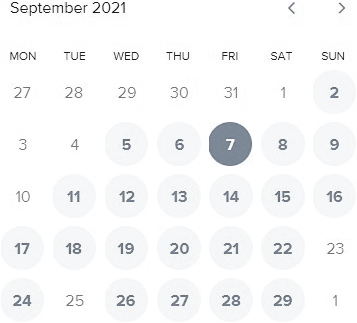 September 2021
MON TUE WED THU FRI SAT SUN
27 28 29 30 31 1 2
3 4 5 6 7 8 9
10 11 12 13 14 15 16
17 18 19 20 21 22 23
24 25 26 27 28 29 1